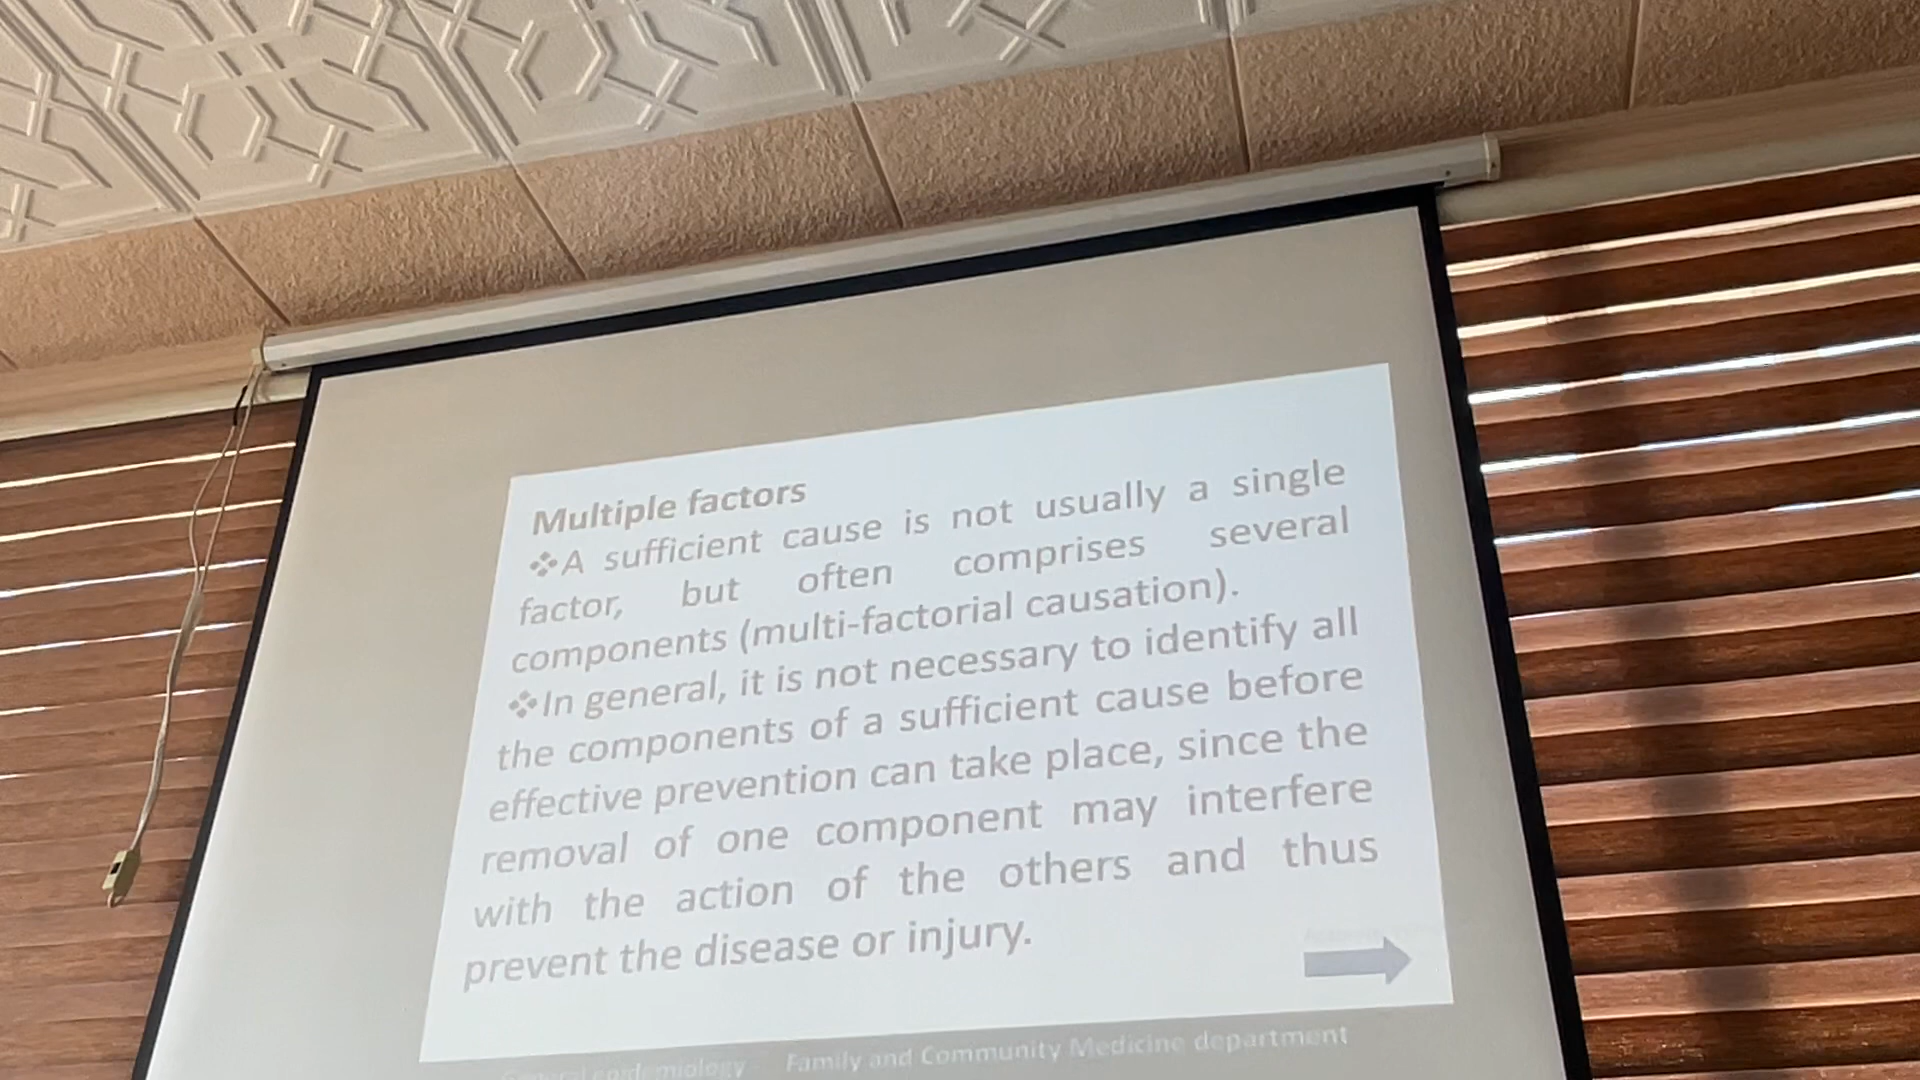 Multiple factors
❖A sufficient cause is not usually a single
factor, but often comprises several
components (multi-factorial causation).
❖In general, it is not necessary to identify all
the components of a sufficient cause before
effective prevention can take place, since the
removal of one component may interfere
with the action of the others and thus
prevent the disease or injury.
General epidemiology Family and Community Medicine department